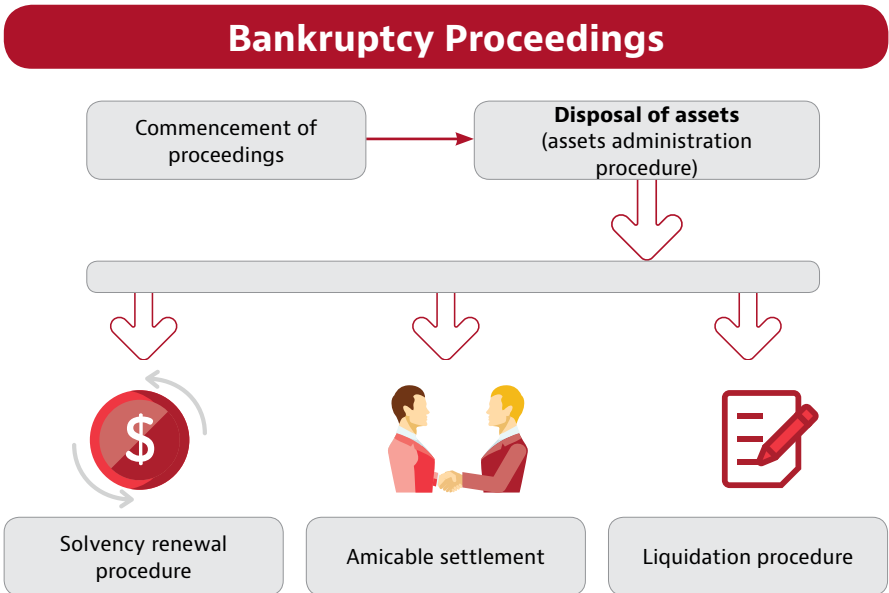 Bankruptcy Proceedings
Commencement of
proceedings
Disposal of assets
(assets administration
procedure)
$
Solvency renewal
procedure
Amicable settlement
Liquidation procedure